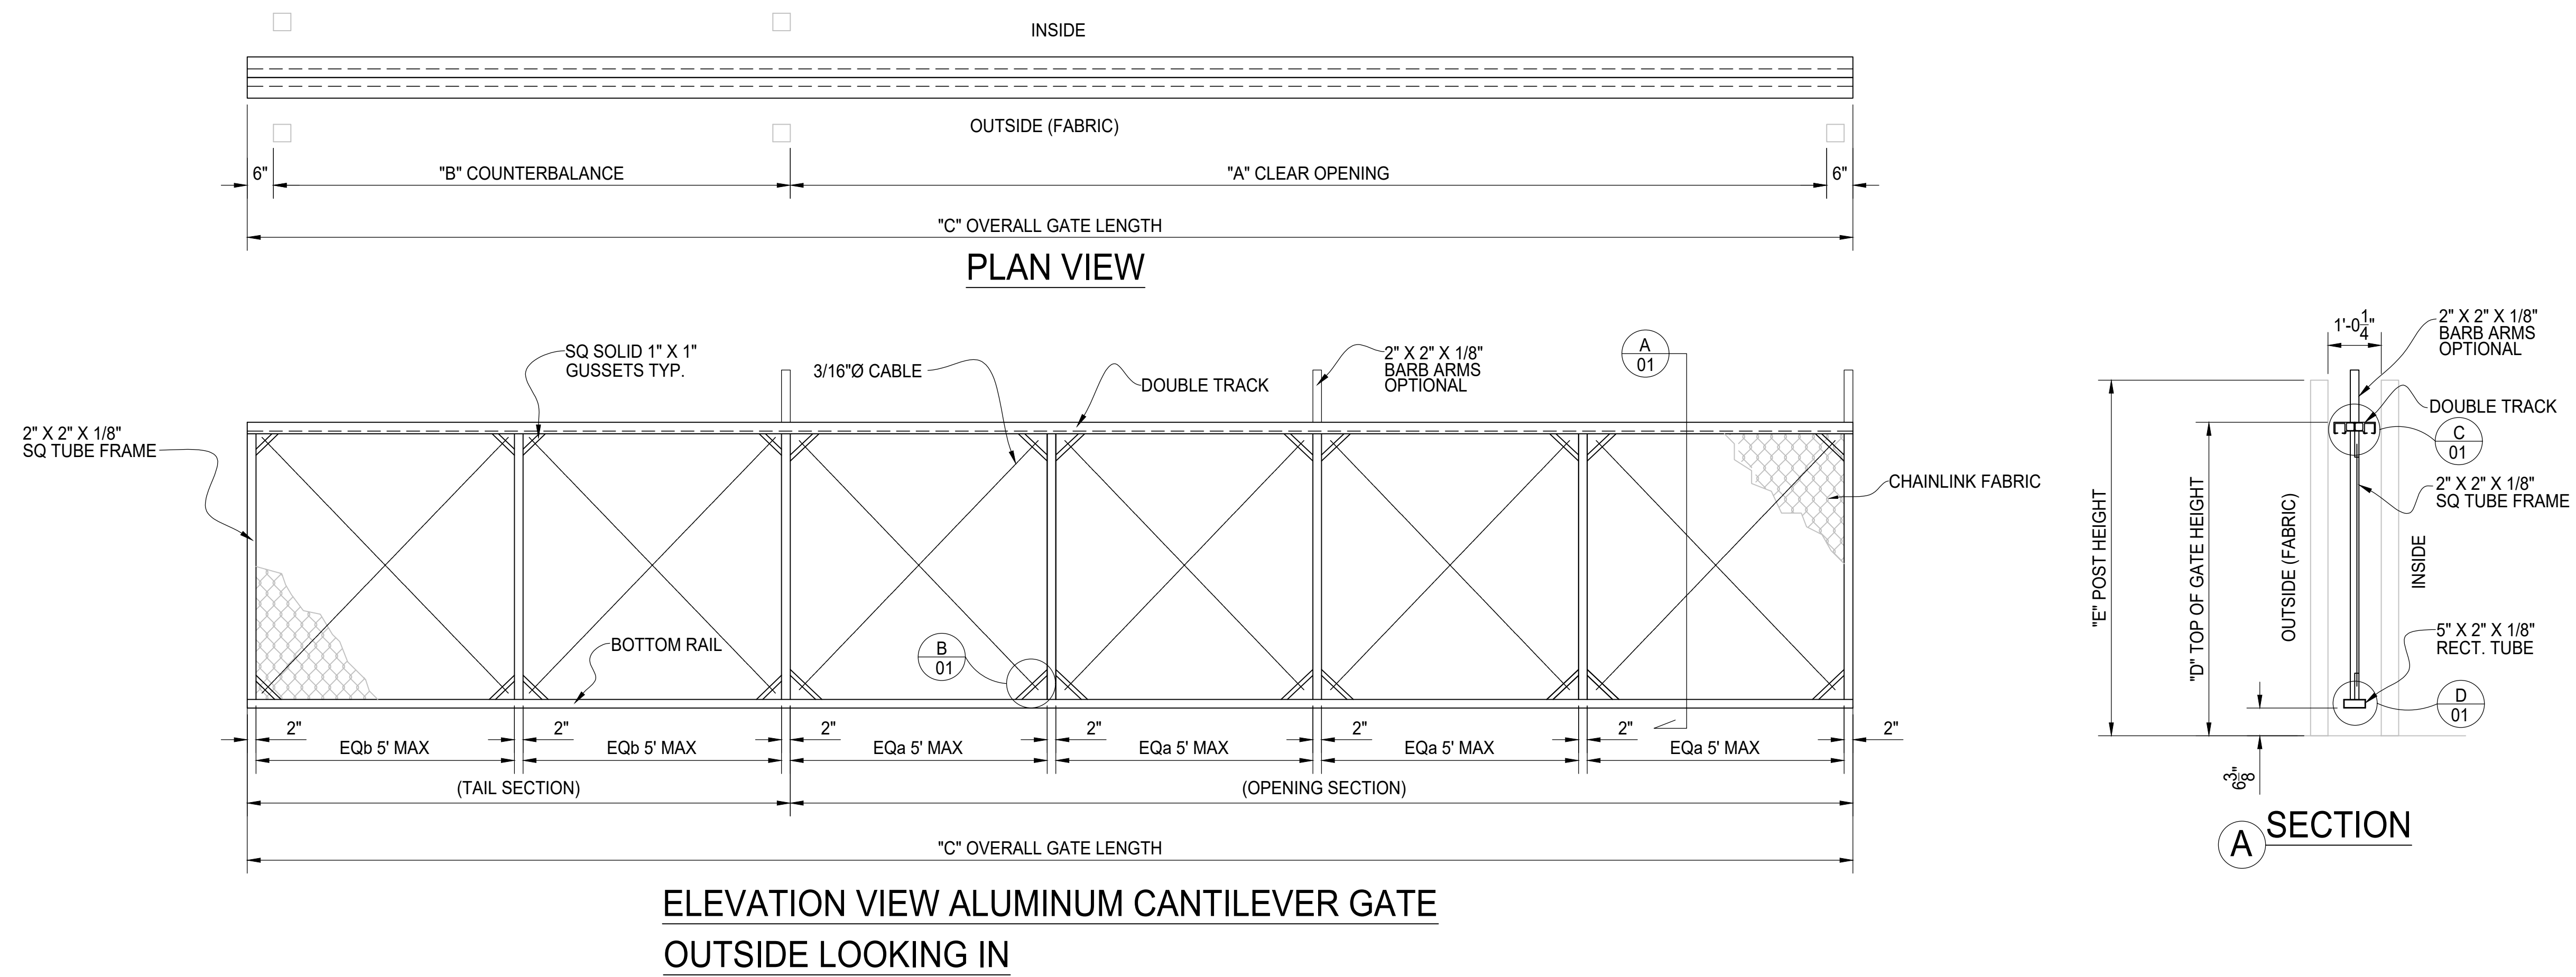 INSIDE
OUTSIDE (FABRIC)
6"
"B" COUNTERBALANCE
"A" CLEAR OPENING
6"
"C" OVERALL GATE LENGTH
PLAN VIEW
2" X 2" X 1/8"
SQ TUBE FRAME
SQ SOLID 1" X 1"
GUSSETS TYP.
3/16"Ø CABLE
DOUBLE TRACK
2" X 2" X 1/8"
BARB ARMS
OPTIONAL
A
01
CHAINLINK FABRIC
BOTTOM RAIL
B
01
2"
2"
2"
2"
2"
2"
2"
EQb 5' MAX
EQb 5' MAX
EQa 5' MAX
EQa 5' MAX
EQa 5' MAX
EQa 5' MAX
(TAIL SECTION)
(OPENING SECTION)
"C" OVERALL GATE LENGTH
ELEVATION VIEW ALUMINUM CANTILEVER GATE
OUTSIDE LOOKING IN
1'-0 1/4"
2" X 2" X 1/8"
BARB ARMS
OPTIONAL
DOUBLE TRACK
C
01
2" X 2" X 1/8"
SQ TUBE FRAME
"E" POST HEIGHT
"D" TOP OF GATE HEIGHT
OUTSIDE (FABRIC)
INSIDE
5" X 2" X 1/8"
RECT. TUBE
D
01
6 3/8"
A
SECTION